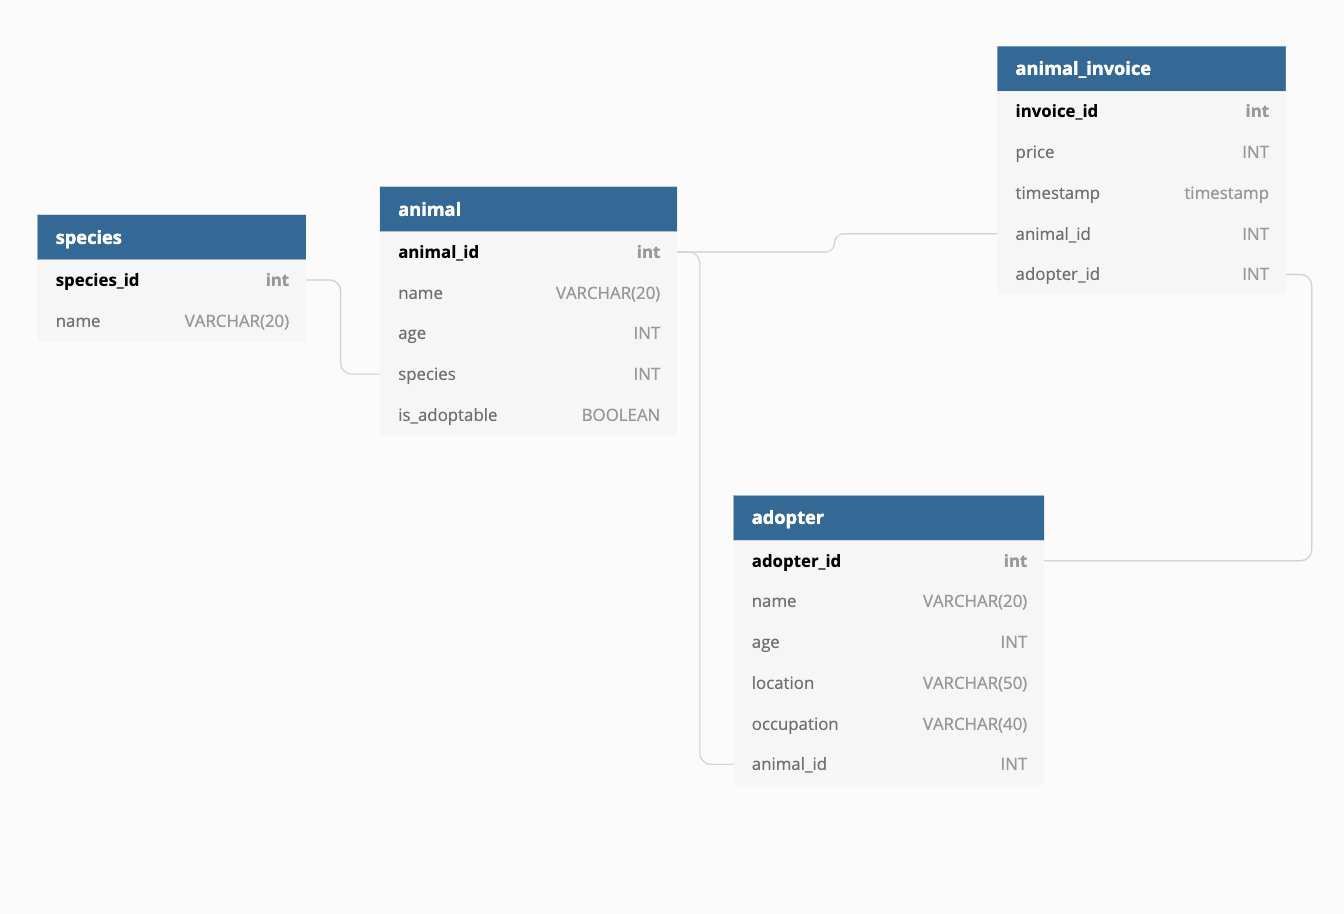 species
species_id int
name VARCHAR(20)
animal
animal_id int
name VARCHAR(20)
age INT
species INT
is_adoptable BOOLEAN
animal_invoice
invoice_id int
price INT
timestamp timestamp
animal_id INT
adopter_id INT
adopter
adopter_id int
name VARCHAR(20)
age INT
location VARCHAR(50)
occupation VARCHAR(40)
animal_id INT